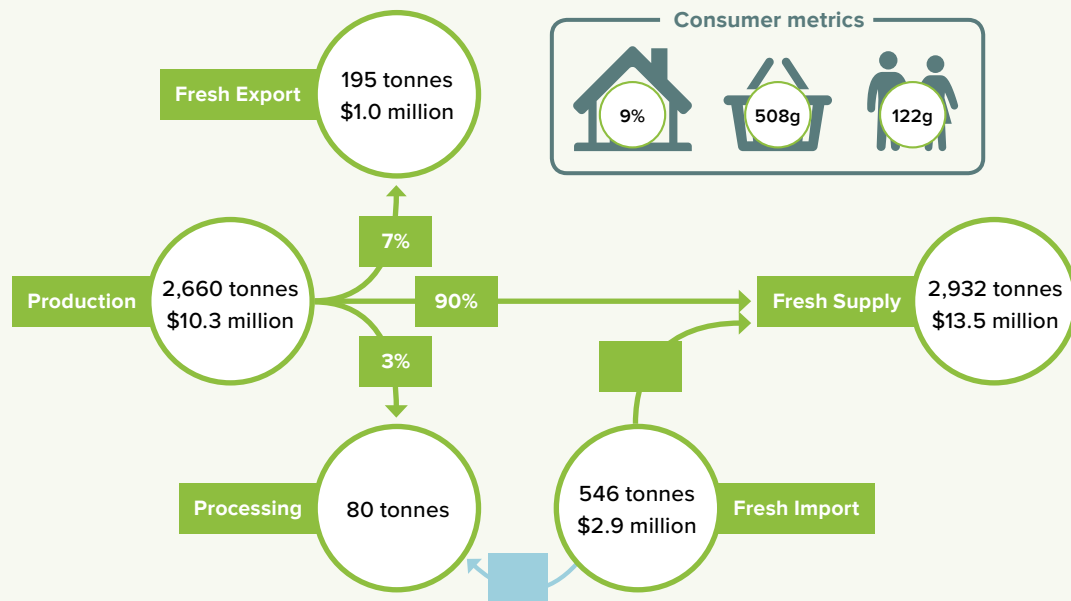 Consumer metrics
9%
508g
122g
Fresh Export
195 tonnes
$1.0 million
7%
Production
2,660 tonnes
$10.3 million
90%
Fresh Supply
2,932 tonnes
$13.5 million
3%
Processing
80 tonnes
546 tonnes
$2.9 million
Fresh Import